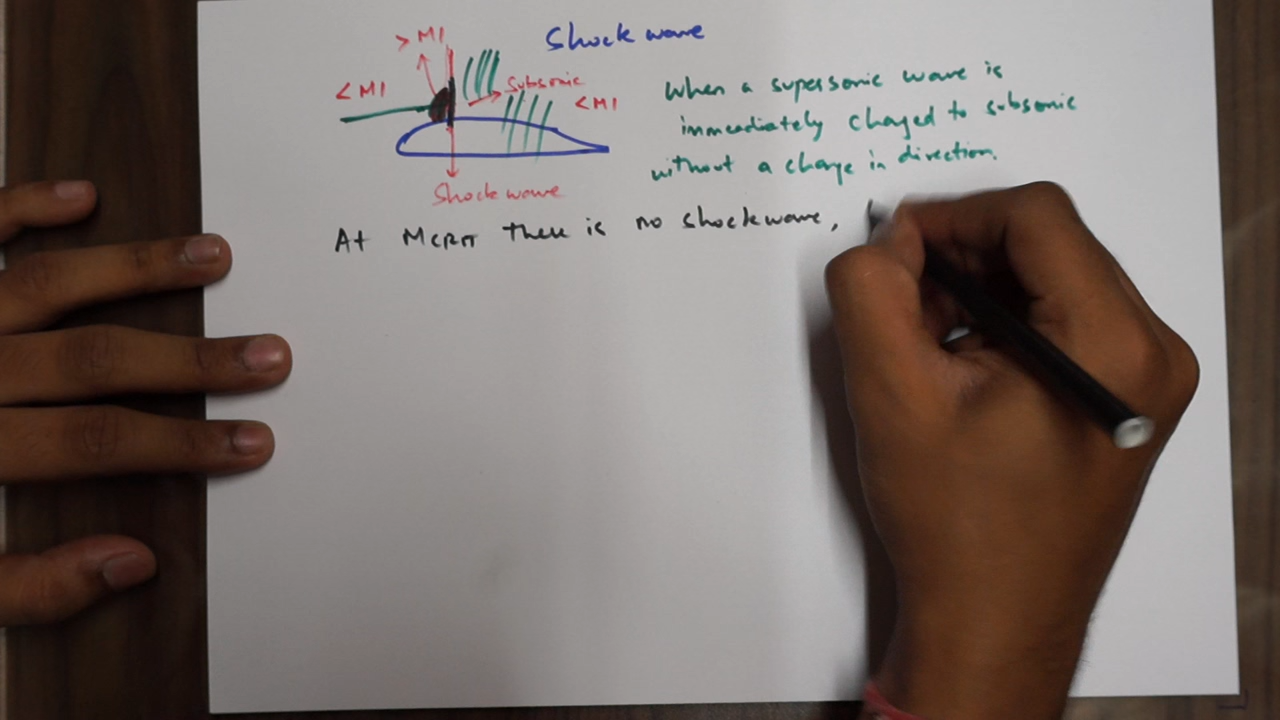 Shock wave
> M1
< M1
Subsonic
< M1
Shock wave
When a supersonic wave is
immediately changed to subsonic
without a change in direction.
At MCRIT there is no shockwave,